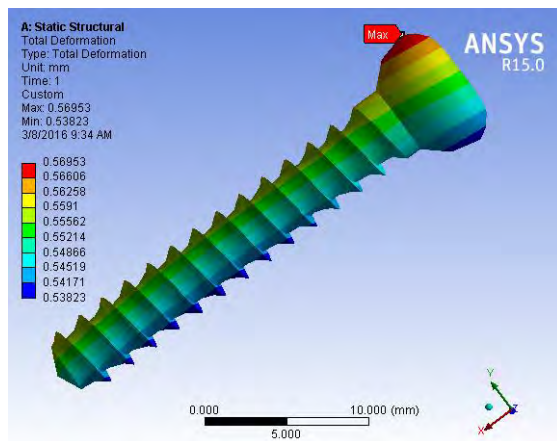 A: Static Structural
Total Deformation
Type: Total Deformation
Unit: mm
Time: 1
Custom
Max: 0.56953
Min: 0.53823
3/8/2016 9:34 AM
Max
ANSYS
R15.0
0.56953
0.56606
0.56258
0.5591
0.55562
0.55214
0.54866
0.54519
0.54171
0.53823
0.000
10.000 (mm)
5.000
Y
Z
X